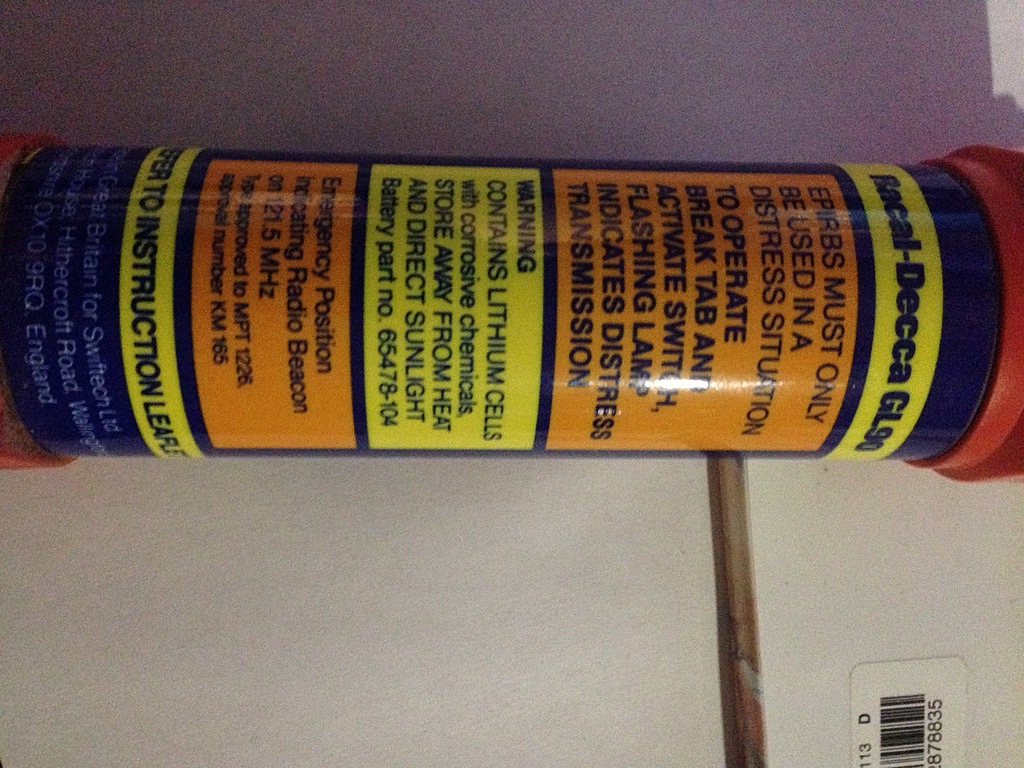 Racal-Decca GL90
EPIRBS MUST ONLY
BE USED IN A
DISTRESS SITUATION
TO OPERATE
BREAK TAB AND
ACTIVATE SWITCH,
FLASHING LAMP
INDICATES DISTRESS
TRANSMISSION
WARNING
CONTAINS LITHIUM CELLS
with corrosive chemicals,
STORE AWAY FROM HEAT
AND DIRECT SUNLIGHT
Battery part no. 65478-104
Emergency Position
Indicating Radio Beacon
on 121.5 MHz
Type approved to MPT 1226,
approval number KM 165
TO INSTRUCTION
Great Britain for Swiftech Ltd
House, Hithercroft Road,
OX10 9RQ, England
113 D
2878835